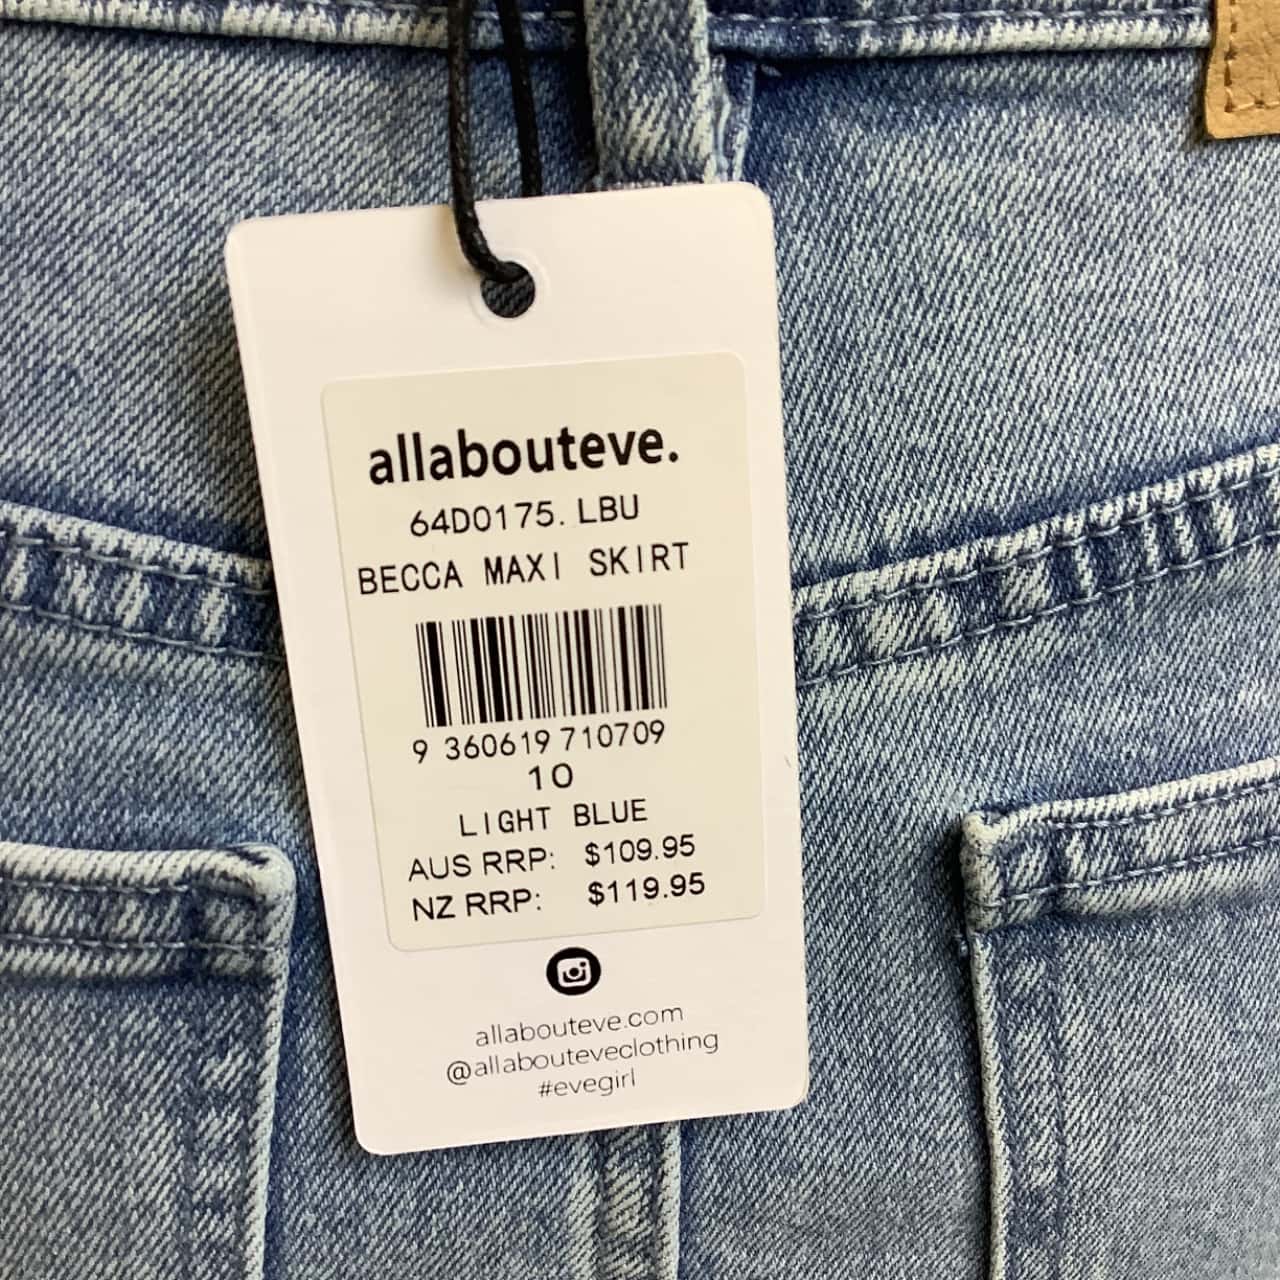 allabouteve.
64D0175. LBU
BECCA MAXI SKIRT
9 360619 710709
10
LIGHT BLUE
AUS RRP: $109.95
NZ RRP: $119.95
allabouteve.com
@allabouteveclothing
#evegirl